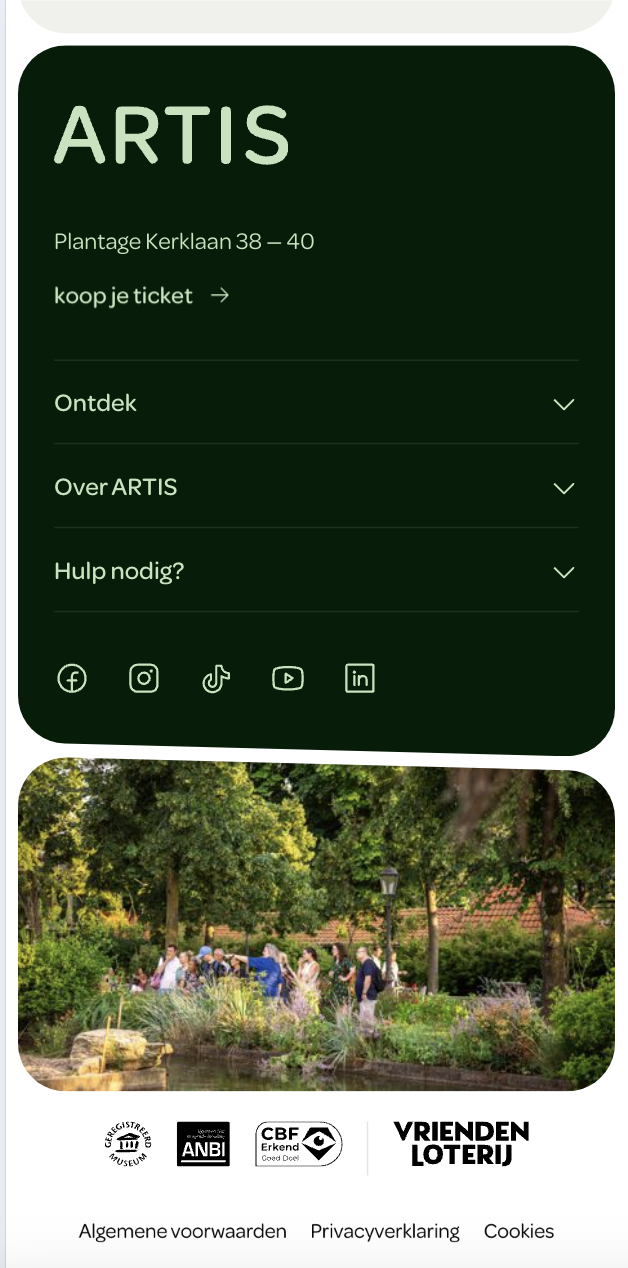 ARTIS
Plantage Kerklaan 38 – 40
koop je ticket →
Ontdek
Over ARTIS
Hulp nodig?
GEREGISTREERD MUSEUM
ANBI
CBF
Erkend
Goed Doel
VRIENDEN
LOTERIJ
Algemene voorwaarden Privacyverklaring Cookies